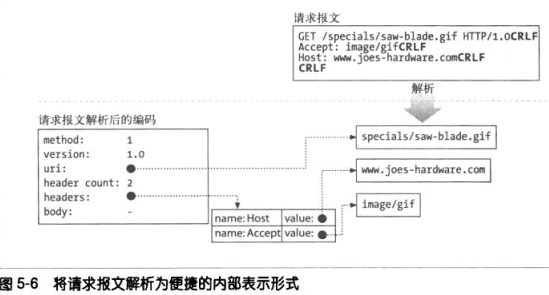 请求报文
GET /specials/saw-blade.gif HTTP/1.0CRLF
Accept: image/gifCRLF
Host: www.joes-hardware.comCRLF
CRLF
解析
请求报文解析后的编码
method: 1
version: 1.0
uri:
header count: 2
headers:
body: -
specials/saw-blade.gif
www.joes-hardware.com
image/gif
name:Host value:
name:Accept value:
图 5-6 将请求报文解析为便捷的内部表示形式